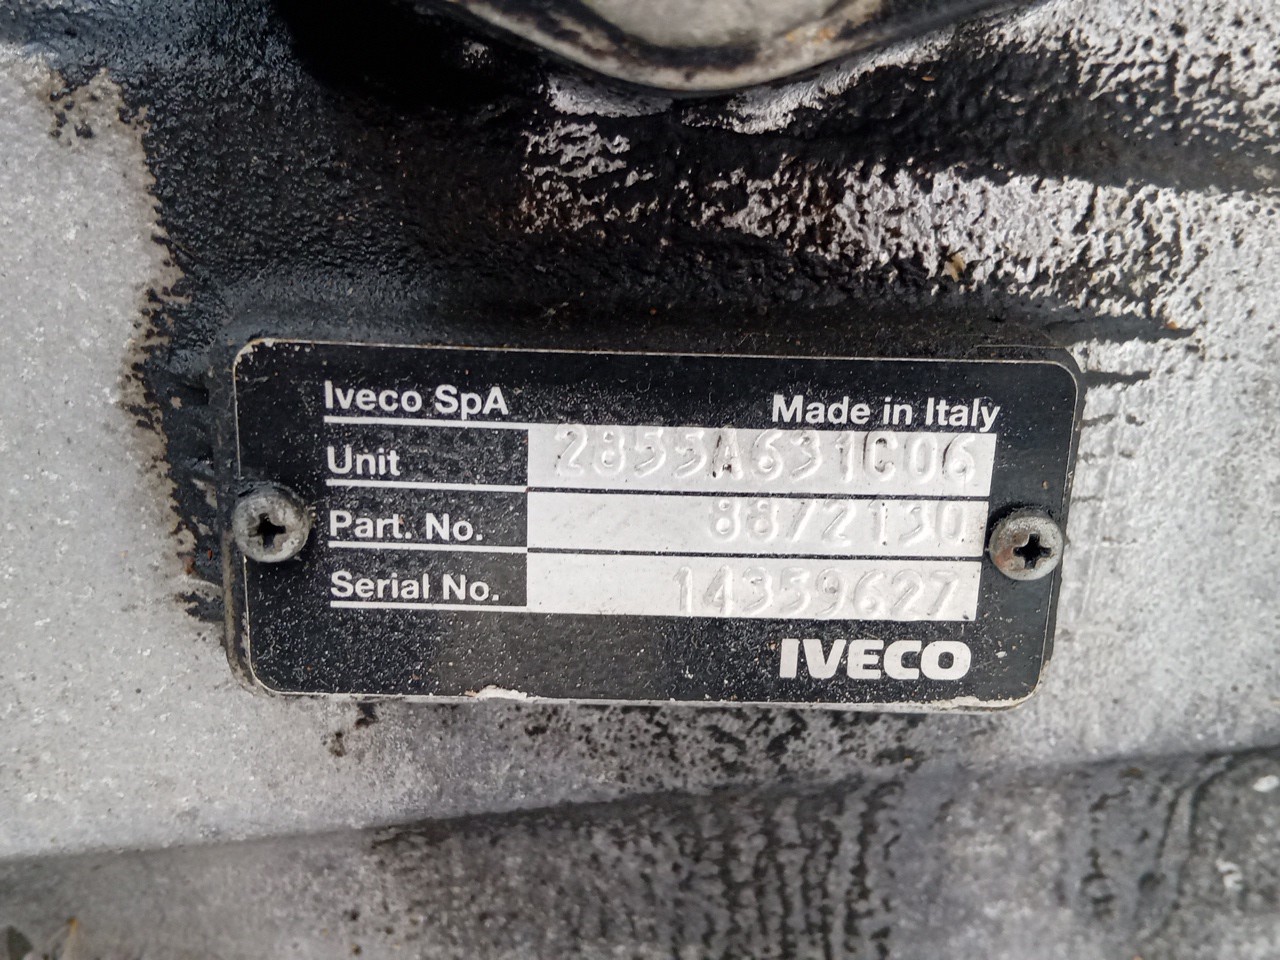 Iveco SpA Made in Italy
Unit 2855A631C06
Part. No. 8872130
Serial No. 14359627
IVECO